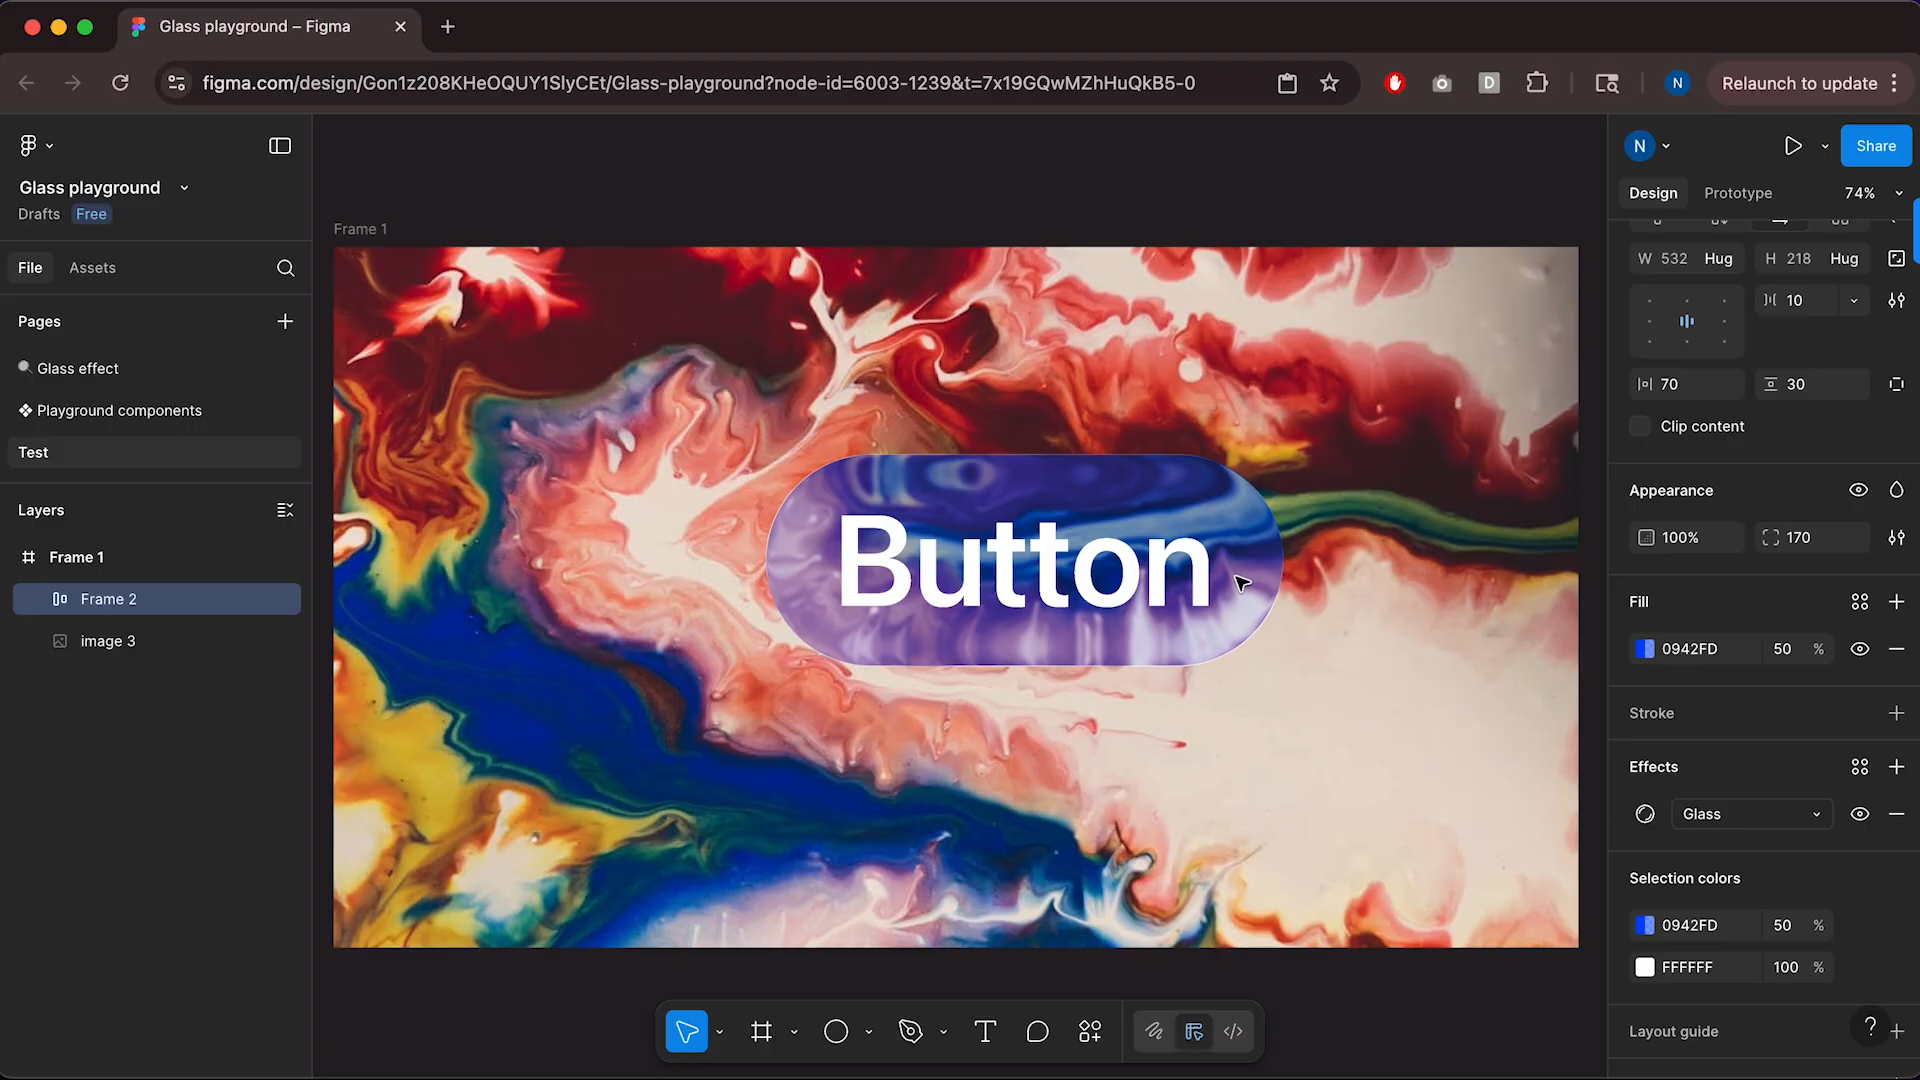 Glass playground – Figma
figma.com/design/Gon1z208KHeOQUY1SlyCEt/Glass-playground?node-id=6003-1239&t=7x19GQwMZhHuQkB5-0
D
N
Relaunch to update
Glass playground
Drafts
Free
File
Assets
Pages
Glass effect
Playground components
Test
Layers
Frame 1
Frame 2
image 3
Frame 1
Button
N
Share
Design
Prototype
74%
W 532 Hug
H 218 Hug
10
70
30
Clip content
Appearance
100%
170
Fill
0942FD 50 %
Stroke
Effects
Glass
Selection colors
0942FD 50 %
FFFFFF 100 %
Layout guide
?